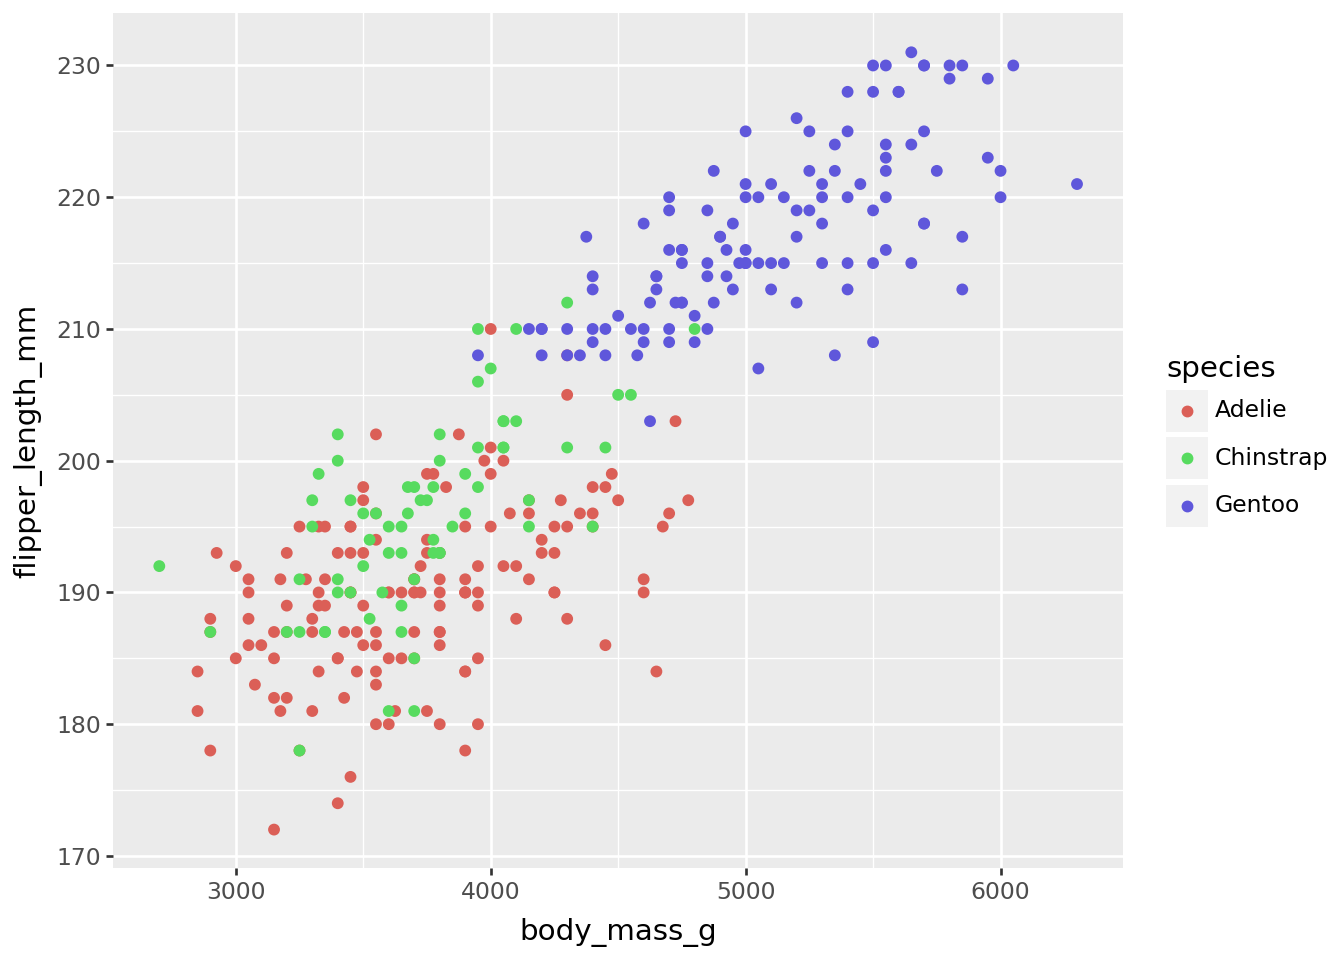 230
220
210
200
190
180
170
flipper_length_mm
3000 4000 5000 6000
body_mass_g
species
Adelie
Chinstrap
Gentoo